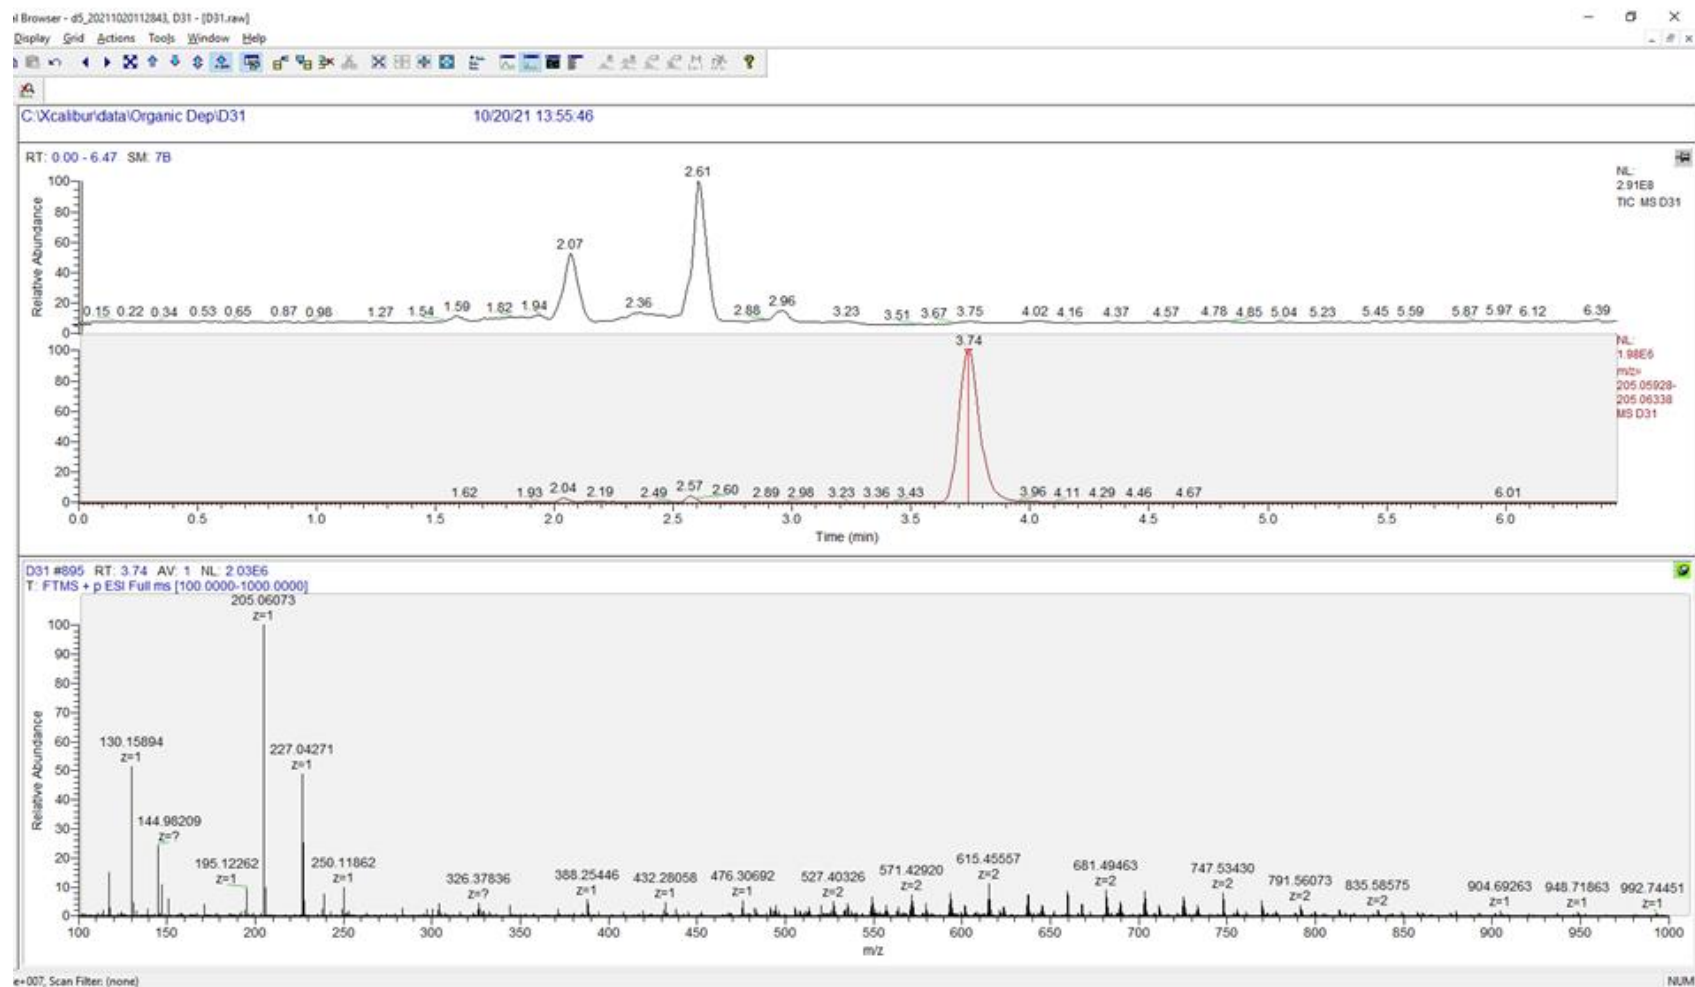 l Browser - d5_20211020112843, D31 - [D31.raw]
Display Grid Actions Tools Window Help
C:\Xcalibur\data\Organic Dep\D31 10/20/21 13:55:46
RT: 0.00 - 6.47 SM: 7B
NL:
2.91E8
TIC MS D31
Relative Abundance
100
80
60
40
20
0
2.61
2.07
0.15 0.22 0.34 0.53 0.65 0.87 0.98 1.27 1.54 1.59 1.82 1.94 2.36 2.88 2.96 3.23 3.51 3.67 3.75 4.02 4.16 4.37 4.57 4.78 4.85 5.04 5.23 5.45 5.59 5.87 5.97 6.12 6.39
NL:
1.98E6
m/z=
205.05928-
205.06338
MS D31
100
80
60
40
20
0
3.74
1.62 1.93 2.04 2.19 2.49 2.57 2.60 2.89 2.98 3.23 3.36 3.43 3.96 4.11 4.29 4.46 4.67 6.01
0.0 0.5 1.0 1.5 2.0 2.5 3.0 3.5 4.0 4.5 5.0 5.5 6.0
Time (min)
D31 #895 RT: 3.74 AV: 1 NL: 2.03E6
T: FTMS + p ESI Full ms [100.0000-1000.0000]
Relative Abundance
100
90
80
70
60
50
40
30
20
10
0
205.06073
z=1
130.15894
z=1
227.04271
z=1
144.98209
z=?
195.12262
z=1
250.11862
z=1
326.37836
z=?
388.25446
z=1
432.28058
z=1
476.30692
z=1
527.40326
z=2
571.42920
z=2
615.45557
z=2
681.49463
z=2
747.53430
z=2
791.56073
z=2
835.58575
z=2
904.69263
z=1
948.71863
z=1
992.74451
z=1
100 150 200 250 300 350 400 450 500 550 600 650 700 750 800 850 900 950 1000
m/z
e+007, Scan Filter: (none) NUM